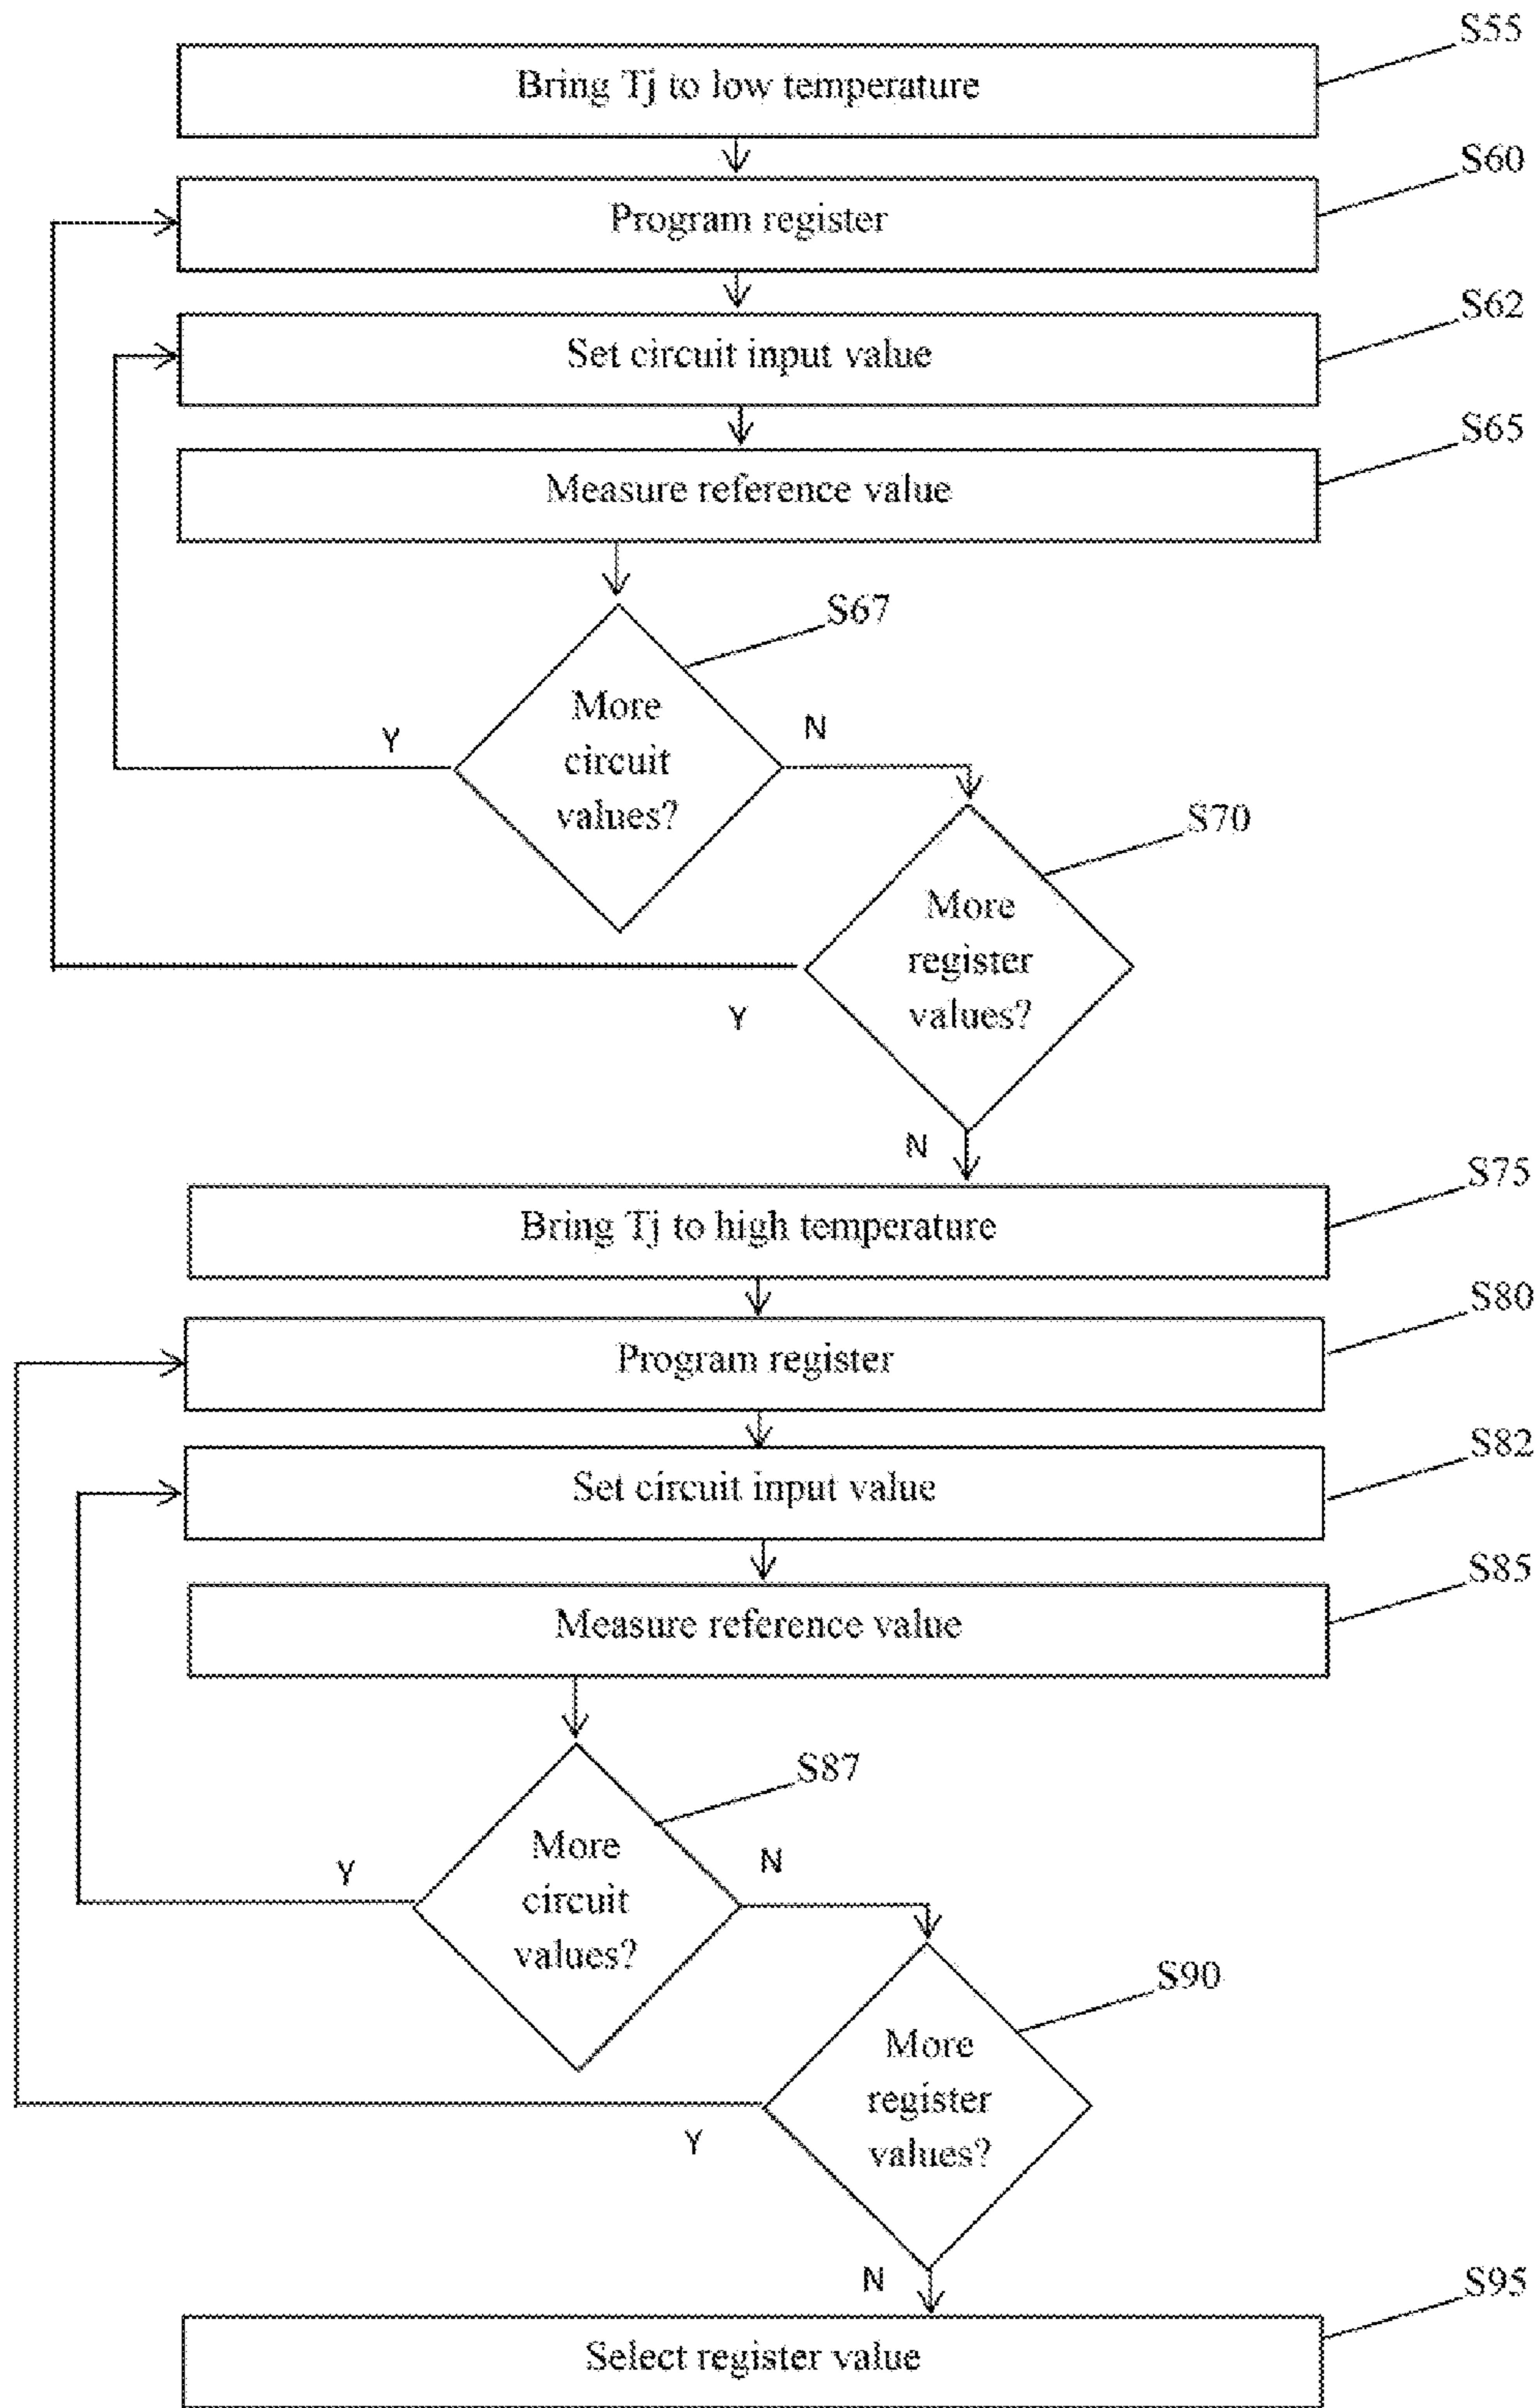 S55
Bring Tj to low temperature
S60
Program register
S62
Set circuit input value
S65
Measure reference value
S67
More
circuit
values?
Y
N
S70
More
register
values?
Y
N
S75
Bring Tj to high temperature
S80
Program register
S82
Set circuit input value
S85
Measure reference value
S87
More
circuit
values?
Y
N
S90
More
register
values?
Y
N
S95
Select register value